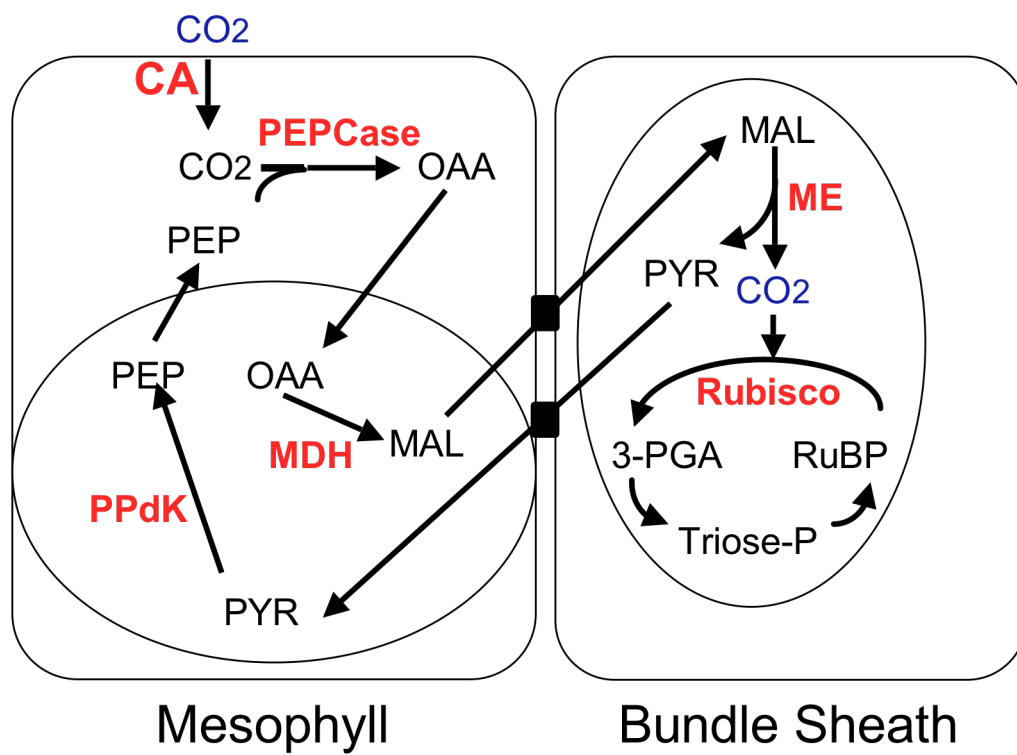 CO2
CA
PEPCase
CO2
OAA
PEP
PEP
OAA
MDH
MAL
PPdK
PYR
MAL
ME
PYR
CO2
Rubisco
3-PGA
RuBP
Triose-P
Mesophyll
Bundle Sheath